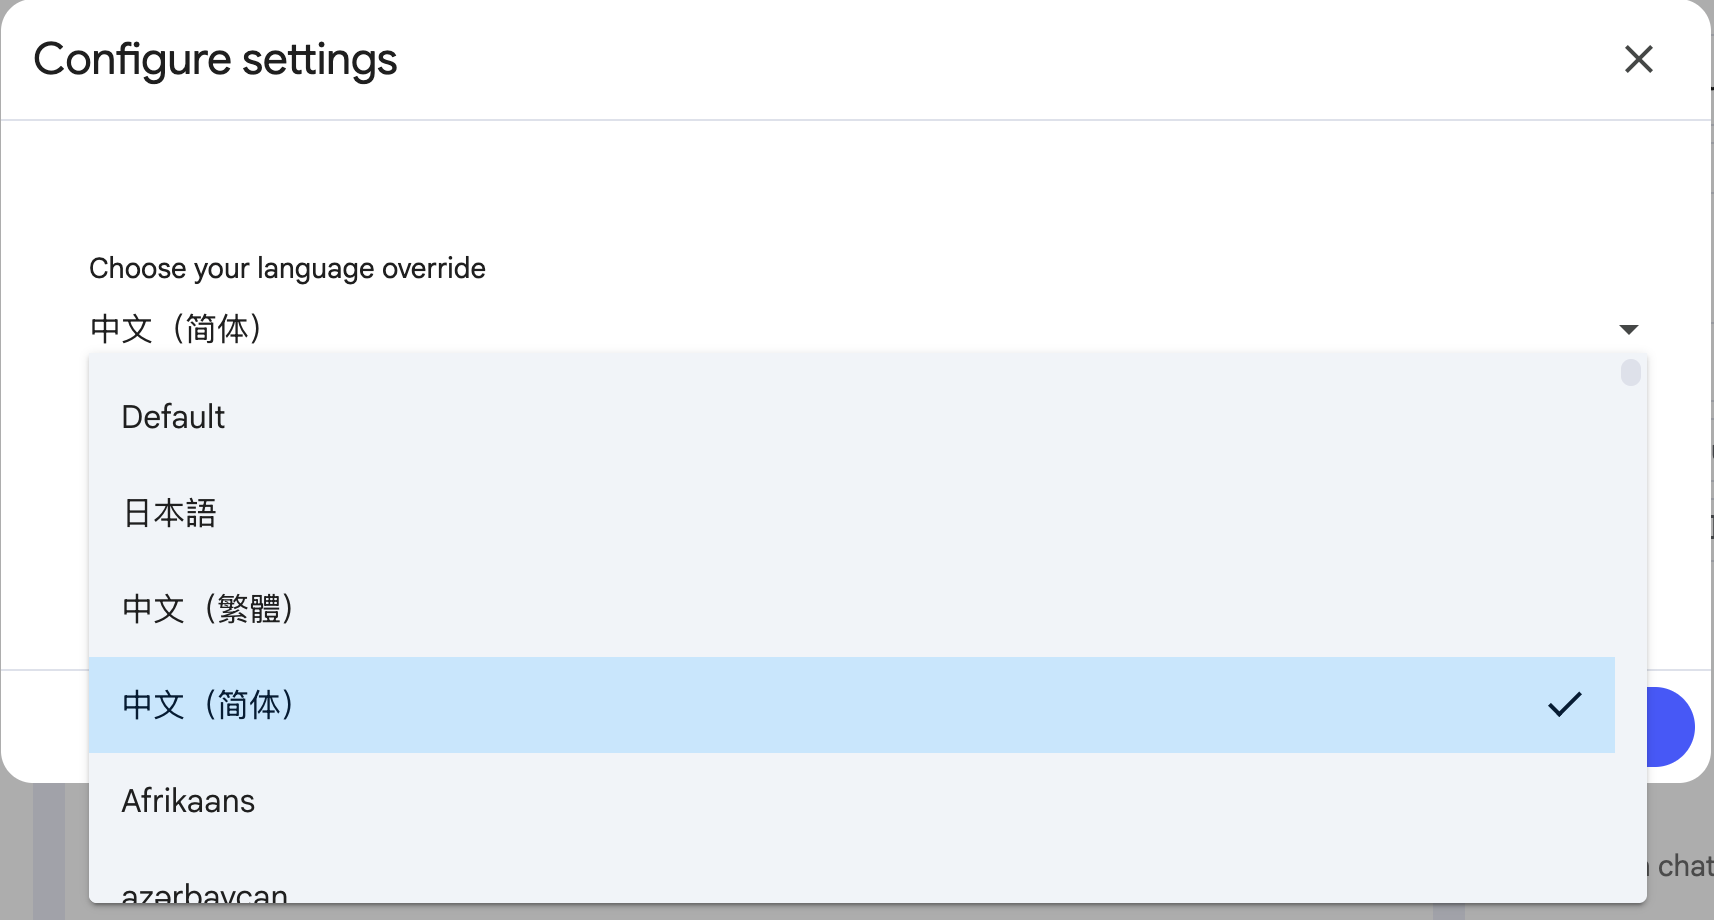 Configure settings
Choose your language override
中文（简体）
Default
日本語
中文（繁體）
中文（简体）
Afrikaans
azərbaycan
chat